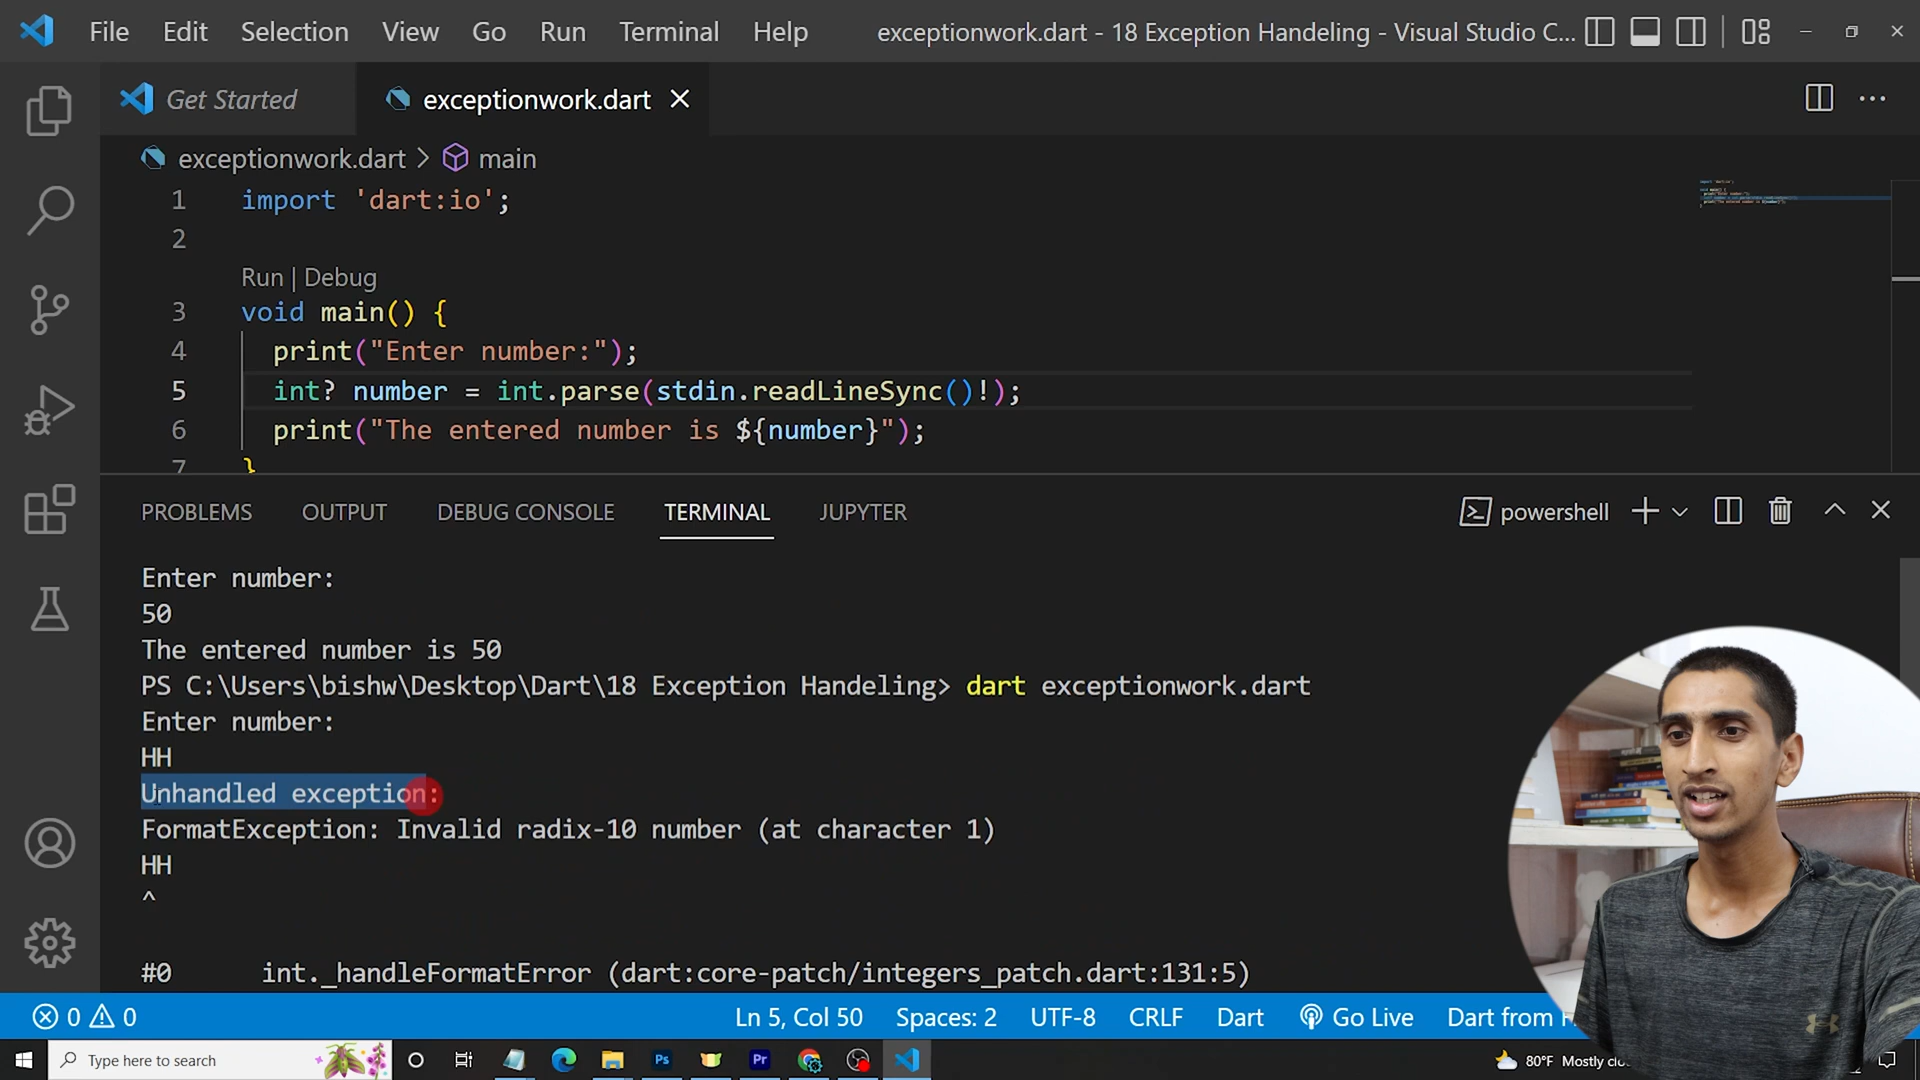 File Edit Selection View Go Run Terminal Help exceptionwork.dart - 18 Exception Handeling - Visual Studio C...
Get Started exceptionwork.dart
exceptionwork.dart > main
1 import 'dart:io';
2
Run | Debug
3 void main() {
4 print("Enter number:");
5 int? number = int.parse(stdin.readLineSync()!);
6 print("The entered number is ${number}");
7 }
PROBLEMS OUTPUT DEBUG CONSOLE TERMINAL JUPYTER powershell
Enter number:
50
The entered number is 50
PS C:\Users\bishw\Desktop\Dart\18 Exception Handeling> dart exceptionwork.dart
Enter number:
HH
Unhandled exception:
FormatException: Invalid radix-10 number (at character 1)
HH
^
#0 int._handleFormatError (dart:core-patch/integers_patch.dart:131:5)
0 0 Ln 5, Col 50 Spaces: 2 UTF-8 CRLF Dart Go Live Dart from
Type here to search Ps Pr 80°F Mostly